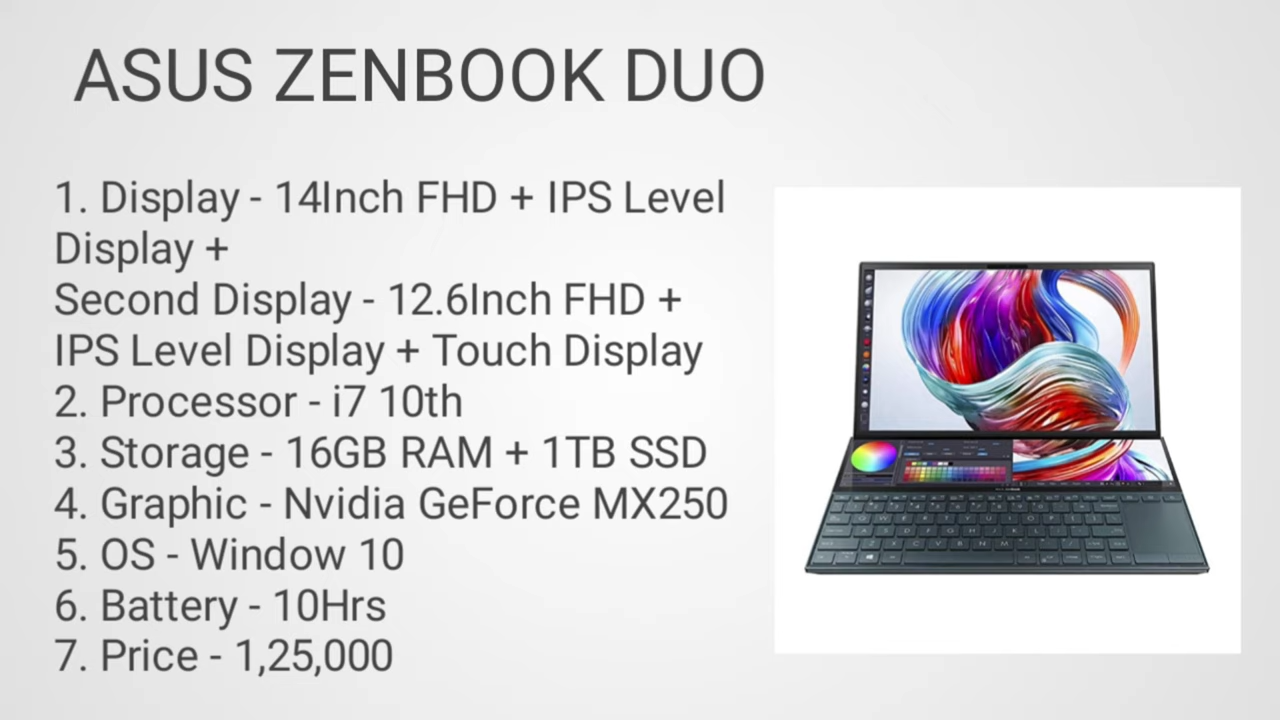 ASUS ZENBOOK DUO
1. Display - 14Inch FHD + IPS Level
Display +
Second Display - 12.6Inch FHD +
IPS Level Display + Touch Display
2. Processor - i7 10th
3. Storage - 16GB RAM + 1TB SSD
4. Graphic - Nvidia GeForce MX250
5. OS - Window 10
6. Battery - 10Hrs
7. Price - 1,25,000